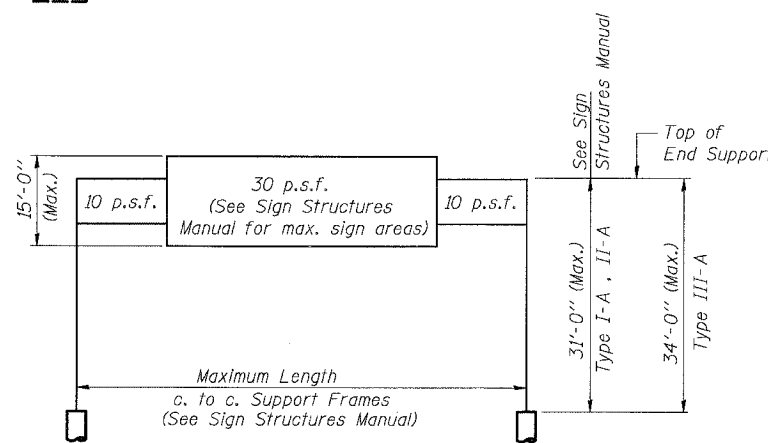 See Sign
Structures Manual
Top of
End Support
15'-0"
(Max.)
10 p.s.f.
30 p.s.f.
(See Sign Structures
Manual for max. sign areas)
10 p.s.f.
31'-0" (Max.)
Type I-A , II-A
34'-0" (Max.)
Type III-A
Maximum Length
c. to c. Support Frames
(See Sign Structures Manual)